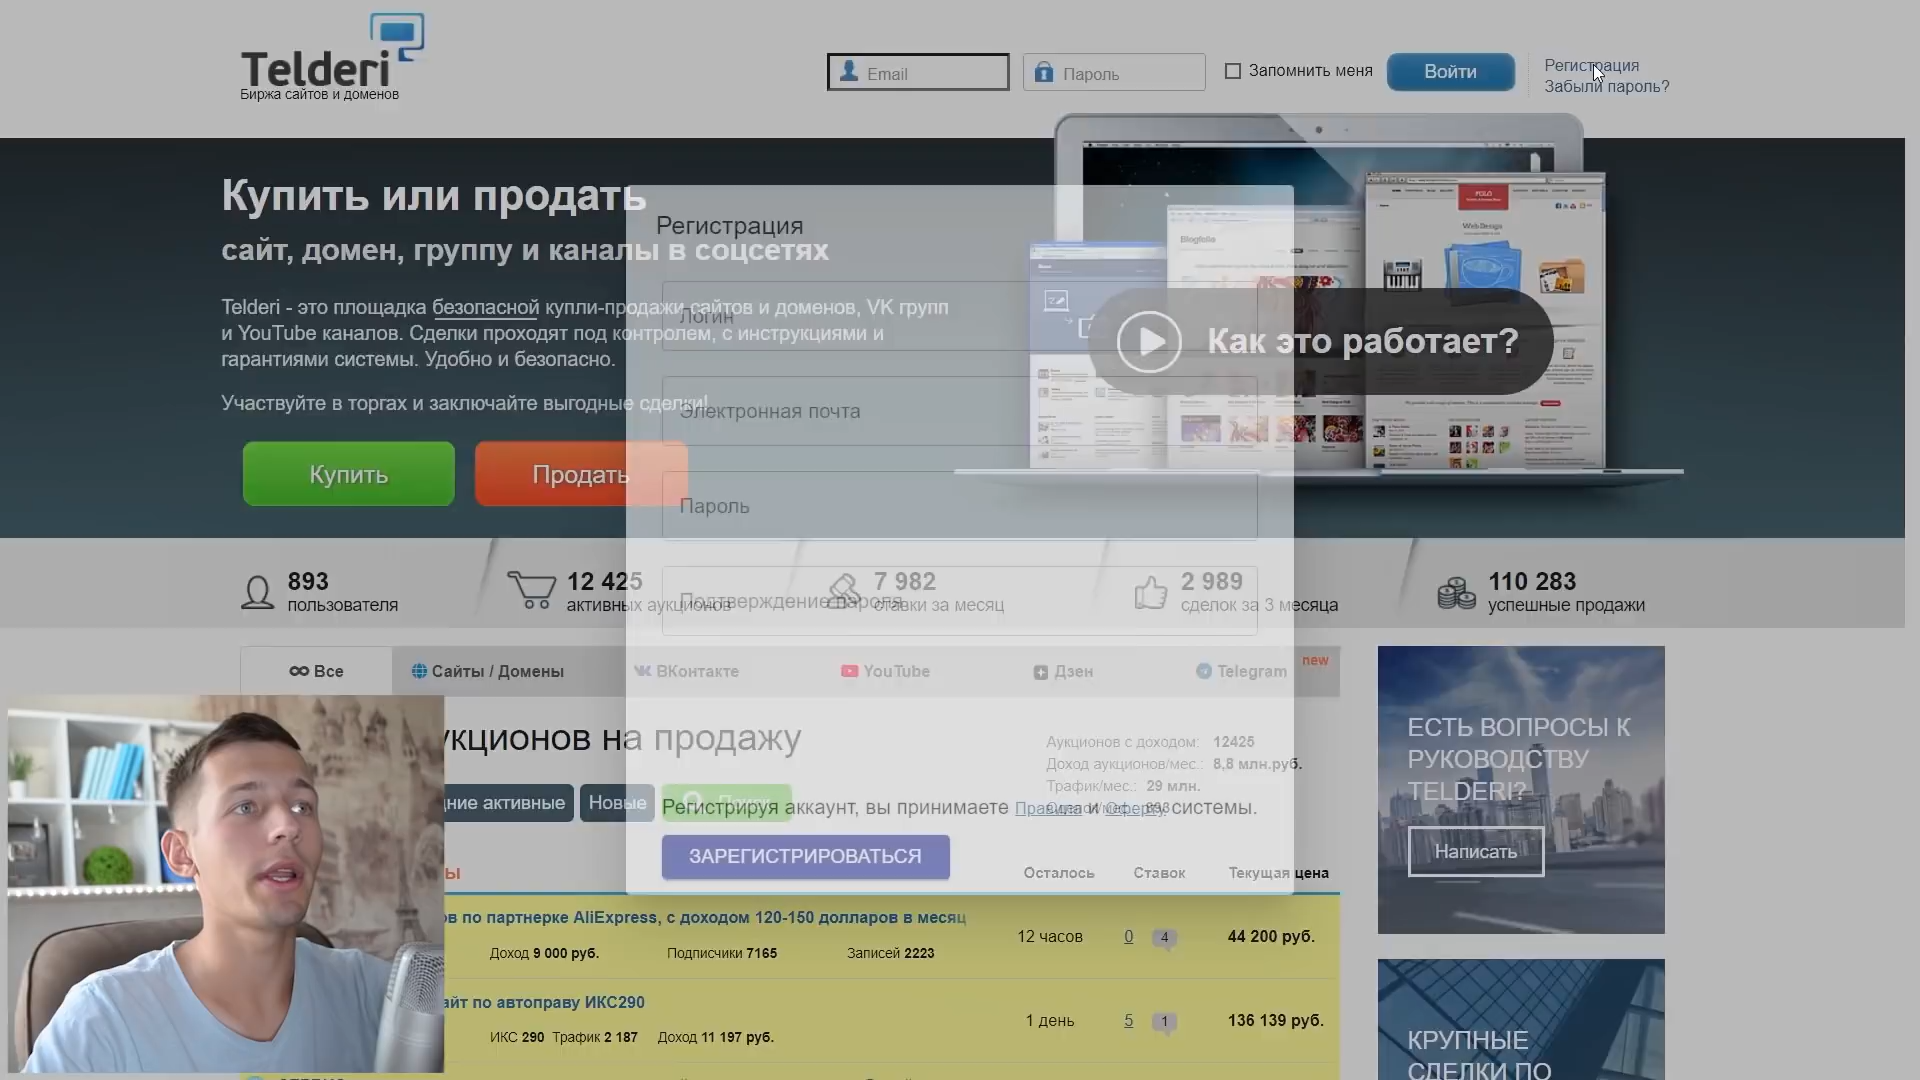 Telderi
Биржа сайтов и доменов
Email
Пароль
Запомнить меня
Войти
Регистрация
Забыли пароль?
Купить или продать
сайт, домен, группу и каналы в соцсетях
Telderi - это площадка безопасной купли-продажи сайтов и доменов, VK групп
и YouTube каналов. Сделки проходят под контролем, с инструкциями и
гарантиями системы. Удобно и безопасно.
Участвуйте в торгах и заключайте выгодные сделки!
Купить
Продать
Как это работает?
Blogfolio
POLO
WebDesign
Регистрация
Логин
Электронная почта
Пароль
Подтверждение пароля
Регистрируя аккаунт, вы принимаете Правила и Оферту системы.
ЗАРЕГИСТРИРОВАТЬСЯ
893
пользователя
12 425
активных аукционов
7 982
ставки за месяц
2 989
сделок за 3 месяца
110 283
успешные продажи
Все
Сайты / Домены
ВКонтакте
YouTube
Дзен
Telegram
new
укционов на продажу
Аукционов с доходом: 12425
Доход аукционов/мес.: 8,8 млн.руб.
Трафик/мес.: 29 млн.
893
дние активные
Новые
ы
Осталось
Ставок
Текущая цена
ов по партнерке AliExpress, с доходом 120-150 долларов в месяц
Доход 9 000 руб.
Подписчики 7165
Записей 2223
12 часов
0
4
44 200 руб.
айт по автоправу ИКС290
ИКС 290 Трафик 2 187 Доход 11 197 руб.
1 день
5
1
136 139 руб.
ЕСТЬ ВОПРОСЫ К
РУКОВОДСТВУ
TELDERI?
Написать
КРУПНЫЕ
СДЕЛКИ ПО